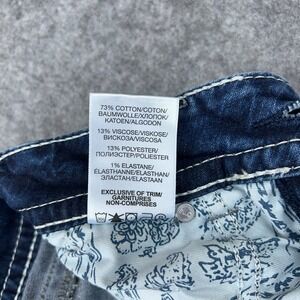 73% COTTON/COTON/
BAUMWOLLE/ХЛОПОК/
KATOEN/ALGODON
13% VISCOSE/VISKOSE/
ВИСКОЗА/VISCOSA
13% POLYESTER/
ПОЛИЭСТЕР/POLIESTER
1% ELASTANE/
ÉLASTHANNE/ELASTHAN/
ЭЛАСТАН/ELASTAAN
EXCLUSIVE OF TRIM/
GARNITURES
NON-COMPRISES